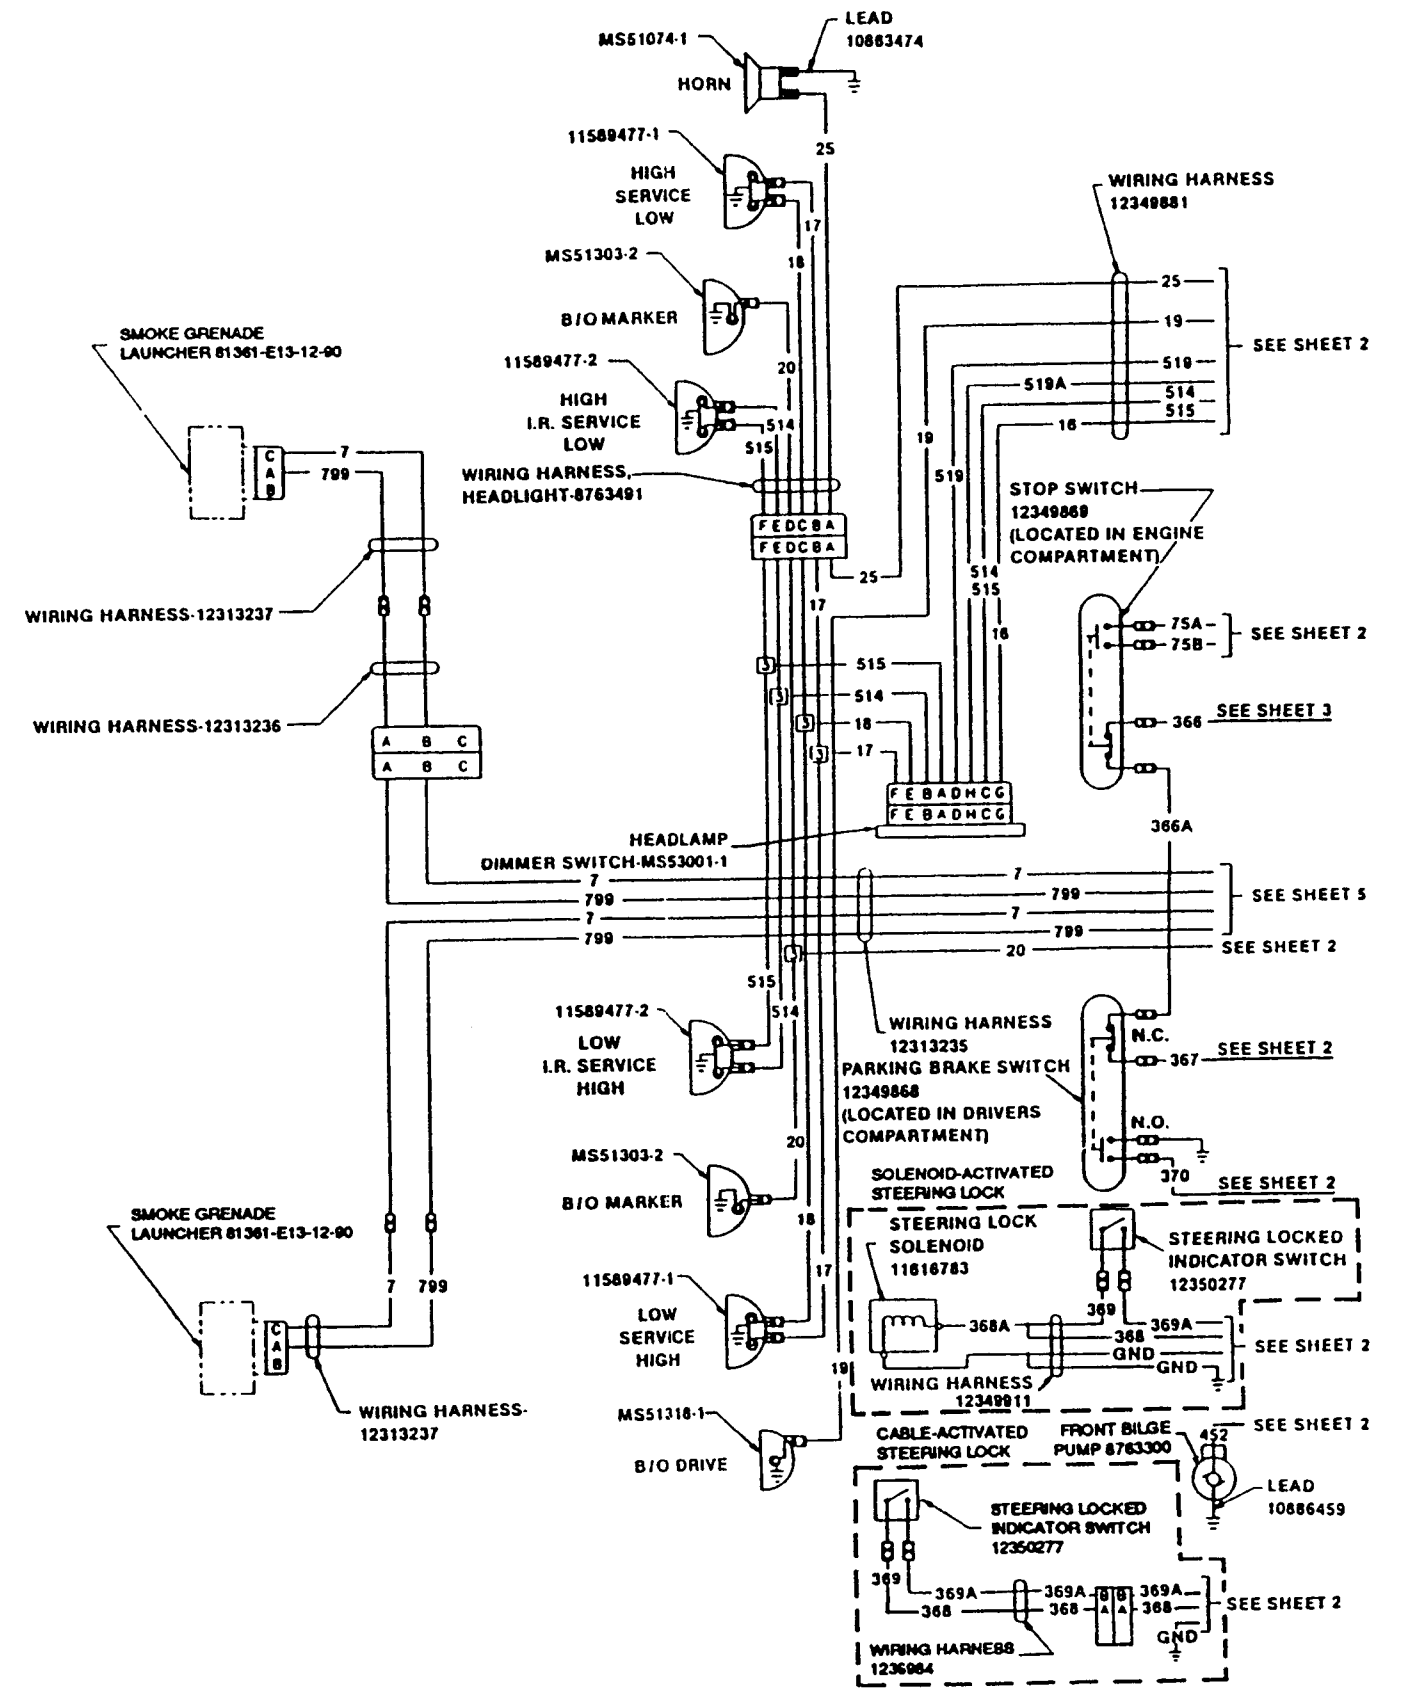 LEAD
10863474
MS51074-1
HORN
25
11589477-1
HIGH
SERVICE
LOW
17
18
WIRING HARNESS
12349881
MS51303-2
B/O MARKER
20
25
19
519
519A
514
515
16
SEE SHEET 2
SMOKE GRENADE
LAUNCHER 81361-E13-12-90
11589477-2
HIGH
I.R. SERVICE
LOW
514
515
C
A
B
7
799
WIRING HARNESS,
HEADLIGHT-8763491
F E D C B A
F E D C B A
19
519
514
515
16
25
17
STOP SWITCH
12349869
(LOCATED IN ENGINE
COMPARTMENT)
75A
75B
SEE SHEET 2
366
SEE SHEET 3
366A
WIRING HARNESS-12313237
WIRING HARNESS-12313236
A B C
A B C
515
514
18
17
F E B A D H C G
F E B A D H C G
HEADLAMP
DIMMER SWITCH-MS53001-1
7
799
7
799
7
799
7
799
SEE SHEET 5
20
SEE SHEET 2
515
514
11589477-2
LOW
I.R. SERVICE
HIGH
WIRING HARNESS
12313235
PARKING BRAKE SWITCH
12349868
(LOCATED IN DRIVERS
COMPARTMENT)
N.C.
367
SEE SHEET 2
N.O.
370
SEE SHEET 2
20
MS51303-2
B/O MARKER
18
17
SMOKE GRENADE
LAUNCHER 81361-E13-12-90
7
799
C
A
B
WIRING HARNESS-
12313237
11589477-1
LOW
SERVICE
HIGH
19
MS51318-1
B/O DRIVE
SOLENOID-ACTIVATED
STEERING LOCK
STEERING LOCK
SOLENOID
11616783
STEERING LOCKED
INDICATOR SWITCH
12350277
369
368A
369A
368
GND
GND
SEE SHEET 2
WIRING HARNESS
12349911
CABLE-ACTIVATED
STEERING LOCK
FRONT BILGE
PUMP 8763300
452
SEE SHEET 2
LEAD
10886459
STEERING LOCKED
INDICATOR SWITCH
12350277
369
369A
368
369A
368
B B
A A
369A
368
GND
SEE SHEET 2
WIRING HARNESS
1236984